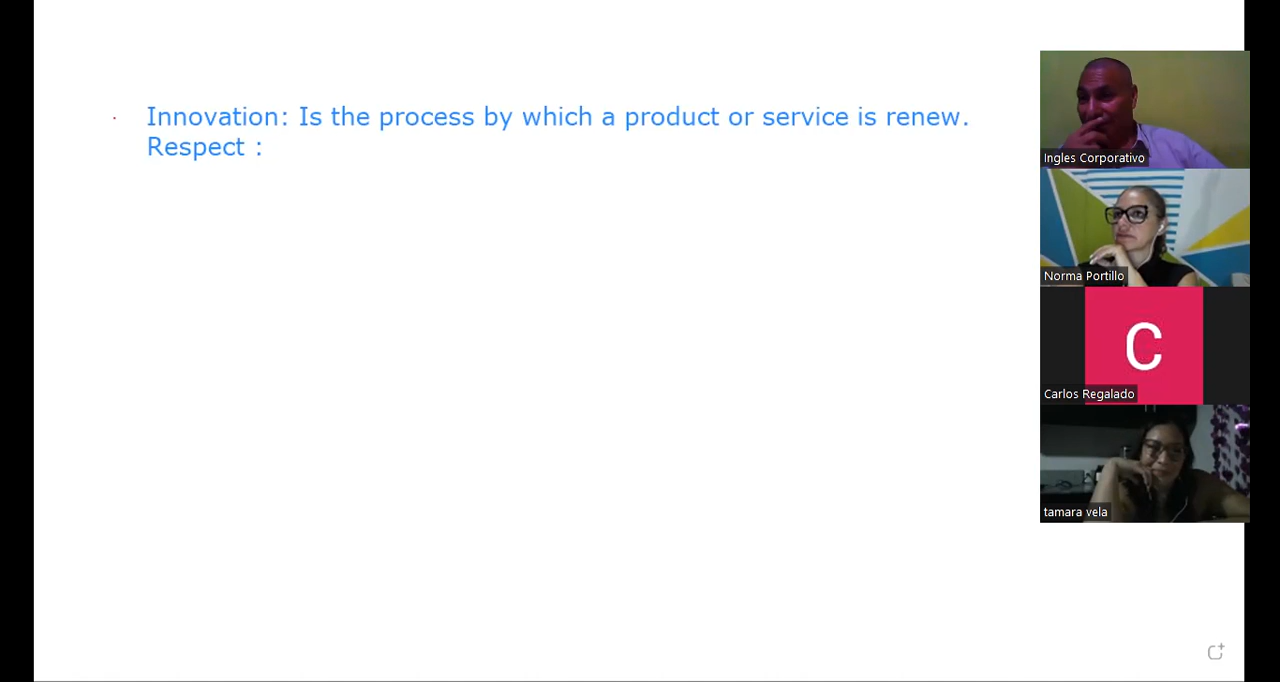 Innovation: Is the process by which a product or service is renew.
Respect :
Ingles Corporativo
Norma Portillo
C
Carlos Regalado
tamara vela